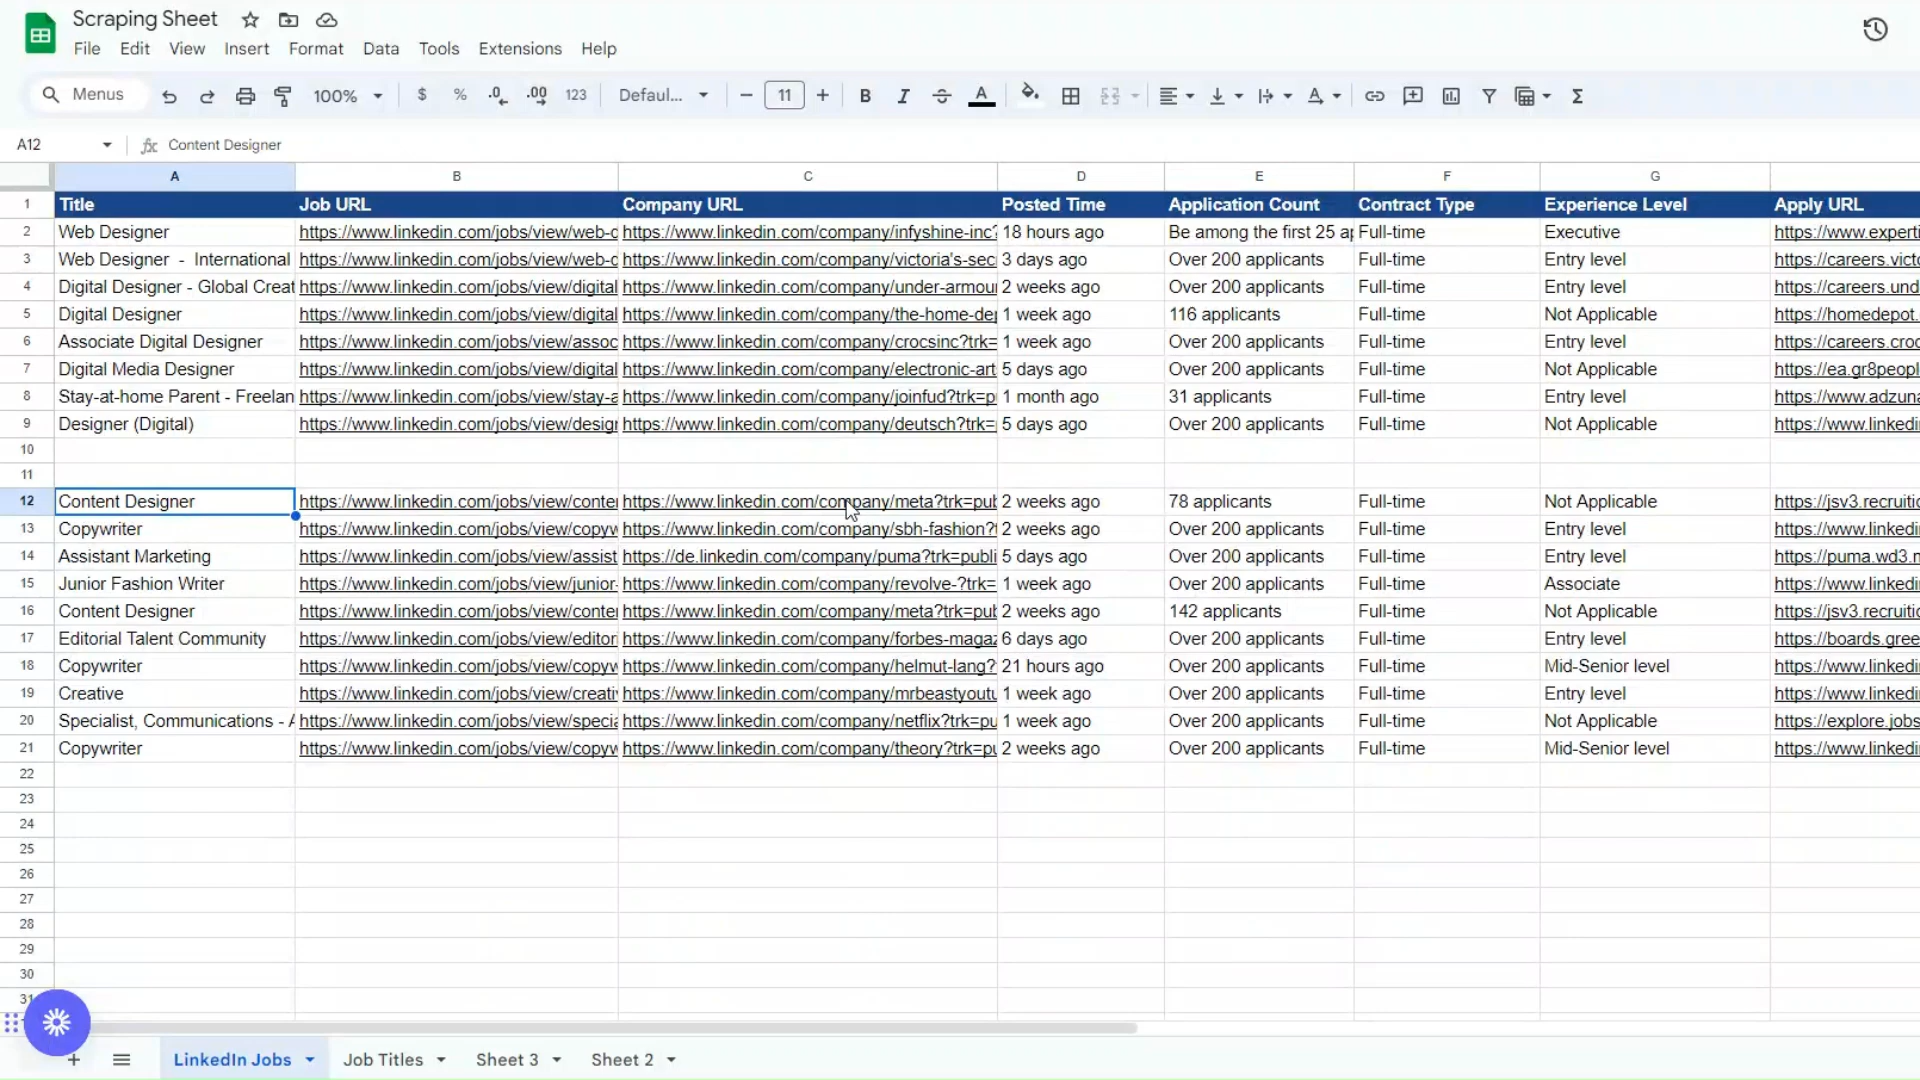 Scraping Sheet
File Edit View Insert Format Data Tools Extensions Help
Menus 100% $ % .0 .00 123 Defaul... 11 B I A
A12 fx Content Designer
A B C D E F G
1 Title Job URL Company URL Posted Time Application Count Contract Type Experience Level Apply URL
2 Web Designer https://www.linkedin.com/jobs/view/web-d https://www.linkedin.com/company/infyshine-inc? 18 hours ago Be among the first 25 ap Full-time Executive https://www.experti
3 Web Designer - International https://www.linkedin.com/jobs/view/web-d https://www.linkedin.com/company/victoria's-sec 3 days ago Over 200 applicants Full-time Entry level https://careers.victo
4 Digital Designer - Global Creat https://www.linkedin.com/jobs/view/digital https://www.linkedin.com/company/under-armour 2 weeks ago Over 200 applicants Full-time Entry level https://careers.und
5 Digital Designer https://www.linkedin.com/jobs/view/digital https://www.linkedin.com/company/the-home-dep 1 week ago 116 applicants Full-time Not Applicable https://homedepot.
6 Associate Digital Designer https://www.linkedin.com/jobs/view/assoc https://www.linkedin.com/company/crocsinc?trk= 1 week ago Over 200 applicants Full-time Entry level https://careers.croc
7 Digital Media Designer https://www.linkedin.com/jobs/view/digital https://www.linkedin.com/company/electronic-art 5 days ago Over 200 applicants Full-time Not Applicable https://ea.gr8peopl
8 Stay-at-home Parent - Freelan https://www.linkedin.com/jobs/view/stay-a https://www.linkedin.com/company/joinfud?trk=p 1 month ago 31 applicants Full-time Entry level https://www.adzuna
9 Designer (Digital) https://www.linkedin.com/jobs/view/desigr https://www.linkedin.com/company/deutsch?trk= 5 days ago Over 200 applicants Full-time Not Applicable https://www.linkedi
10
11
12 Content Designer https://www.linkedin.com/jobs/view/conte https://www.linkedin.com/company/meta?trk=pub 2 weeks ago 78 applicants Full-time Not Applicable https://jsv3.recruitic
13 Copywriter https://www.linkedin.com/jobs/view/copyw https://www.linkedin.com/company/sbh-fashion?t 2 weeks ago Over 200 applicants Full-time Entry level https://www.linkedi
14 Assistant Marketing https://www.linkedin.com/jobs/view/assist https://de.linkedin.com/company/puma?trk=publi 5 days ago Over 200 applicants Full-time Entry level https://puma.wd3.m
15 Junior Fashion Writer https://www.linkedin.com/jobs/view/junior- https://www.linkedin.com/company/revolve-?trk= 1 week ago Over 200 applicants Full-time Associate https://www.linkedi
16 Content Designer https://www.linkedin.com/jobs/view/conte https://www.linkedin.com/company/meta?trk=pub 2 weeks ago 142 applicants Full-time Not Applicable https://jsv3.recruitic
17 Editorial Talent Community https://www.linkedin.com/jobs/view/editor https://www.linkedin.com/company/forbes-magaz 6 days ago Over 200 applicants Full-time Entry level https://boards.gree
18 Copywriter https://www.linkedin.com/jobs/view/copyw https://www.linkedin.com/company/helmut-lang? 21 hours ago Over 200 applicants Full-time Mid-Senior level https://www.linkedi
19 Creative https://www.linkedin.com/jobs/view/creativ https://www.linkedin.com/company/mrbeastyoutu 1 week ago Over 200 applicants Full-time Entry level https://www.linkedi
20 Specialist, Communications - A https://www.linkedin.com/jobs/view/specia https://www.linkedin.com/company/netflix?trk=pu 1 week ago Over 200 applicants Full-time Not Applicable https://explore.jobs
21 Copywriter https://www.linkedin.com/jobs/view/copyw https://www.linkedin.com/company/theory?trk=pu 2 weeks ago Over 200 applicants Full-time Mid-Senior level https://www.linkedi
22
23
24
25
26
27
28
29
30
31
+ LinkedIn Jobs Job Titles Sheet 3 Sheet 2